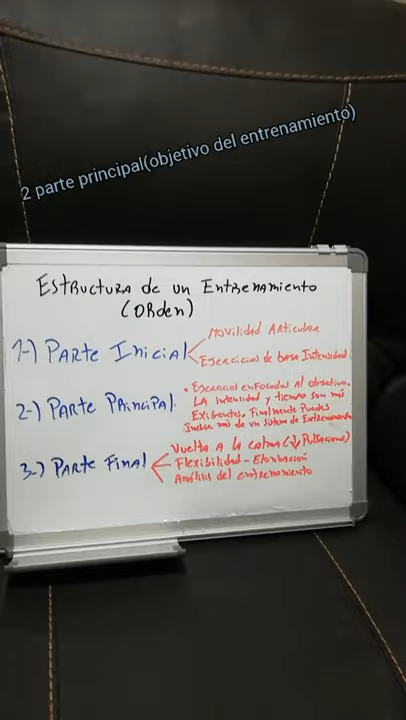 2 parte principal(objetivo del entrenamiento)
Estructura de un Entrenamiento
(Orden)
1-) Parte Inicial
Movilidad Articular
Ejercicios de baja Intensidad
2-) Parte Principal.
• Ejercicios enfocados al objetivo.
La intensidad y tiempo son más
Exigentes. Finalmente Puedes
Incluir más de un sistema de Entrenamiento
3-) Parte Final
Vuelta a la calma (↓ Pulsaciones)
Flexibilidad - Elongación
Análisis del entrenamiento